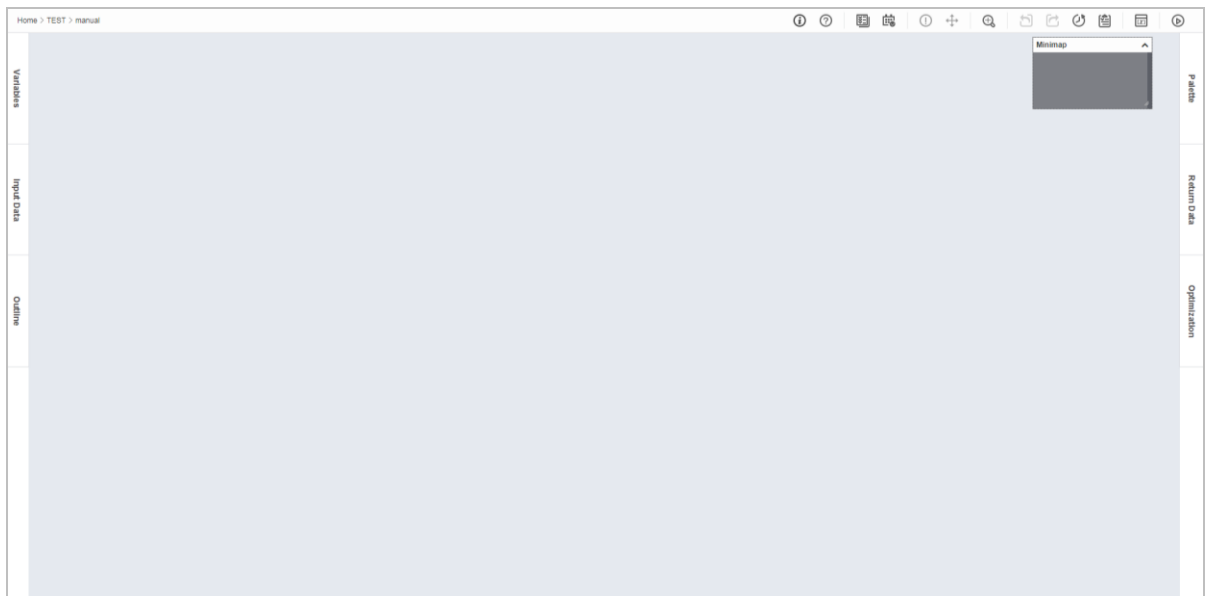 Home > TEST > manual
Minimap
Variables
Input Data
Outline
Palette
Return Data
Optimization